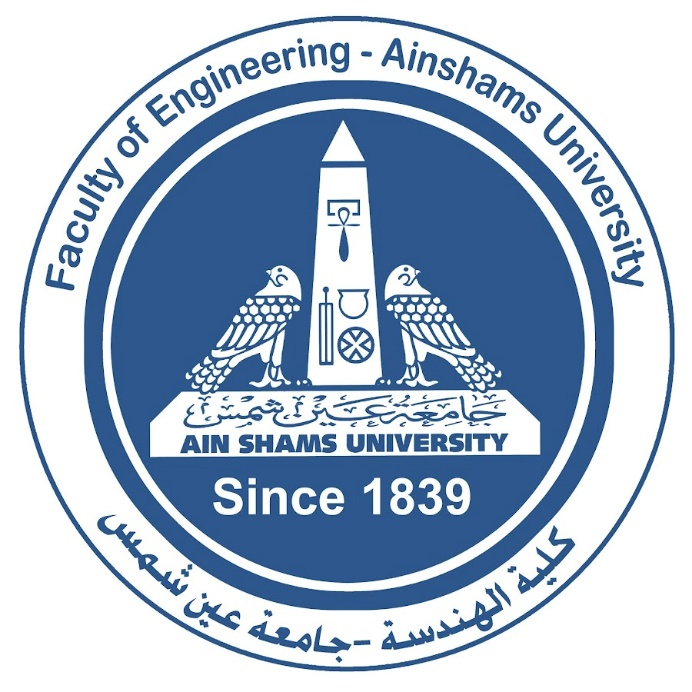 Faculty of Engineering - Ainshams University
جامعة عين شمس
AIN SHAMS UNIVERSITY
Since 1839
كلية الهندسة -جامعة عين شمس